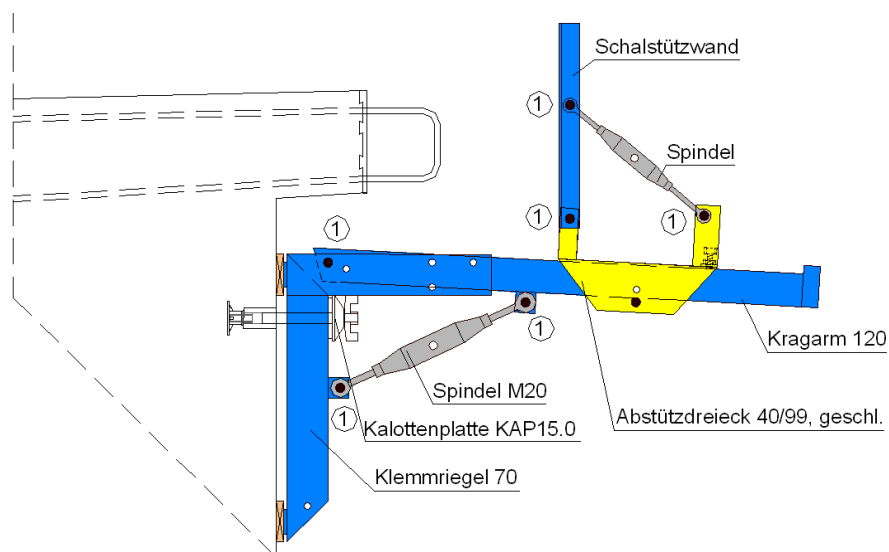 Schalstützwand
1
Spindel
1
1
1
1
Kragarm 120
Spindel M20
1
Abstützdreieck 40/99, geschl.
Kalottenplatte KAP15.0
Klemmriegel 70